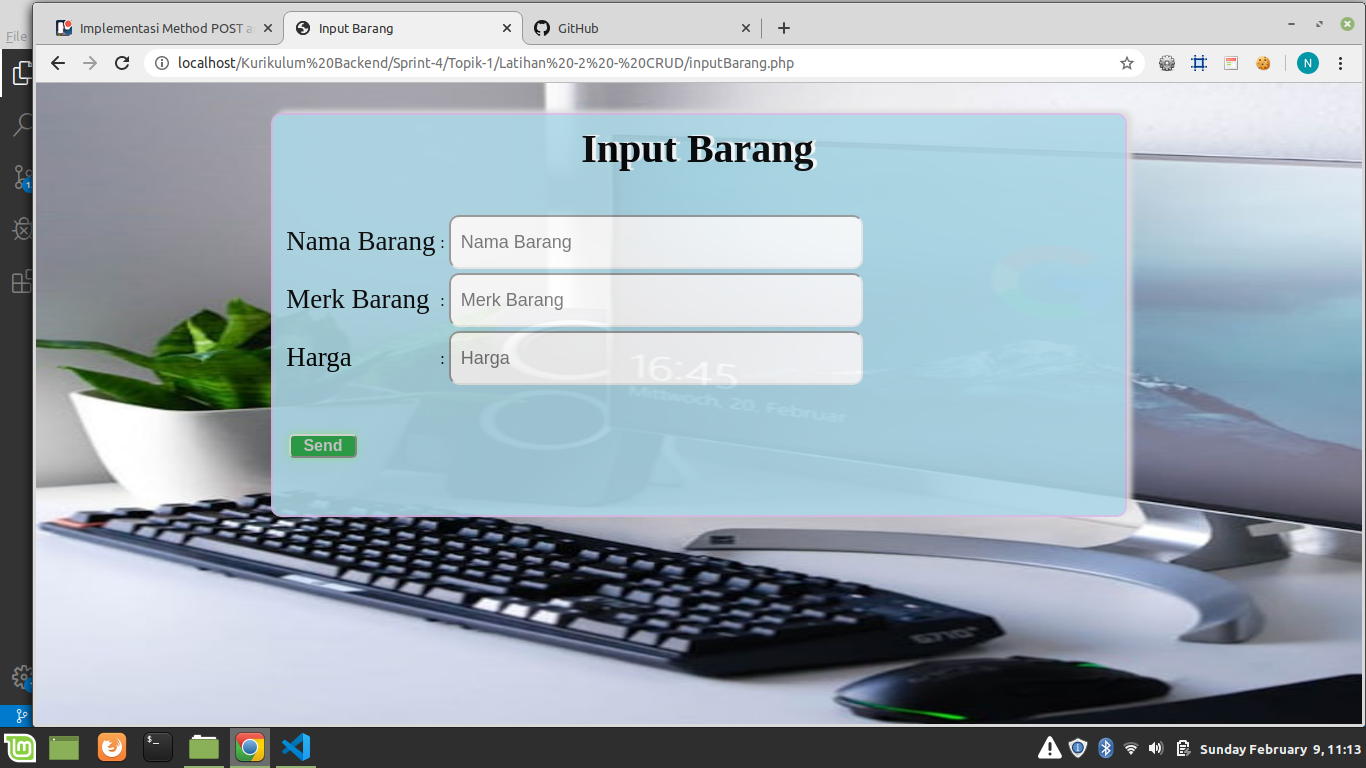 File
Implementasi Method POST a
Input Barang
GitHub
localhost/Kurikulum%20Backend/Sprint-4/Topik-1/Latihan%20-2%20-%20CRUD/inputBarang.php
N
Input Barang
Nama Barang : Nama Barang
Merk Barang : Merk Barang
Harga : Harga
16:45
Mittwoch, 20. Februar
Send
G710+
Sunday February 9, 11:13